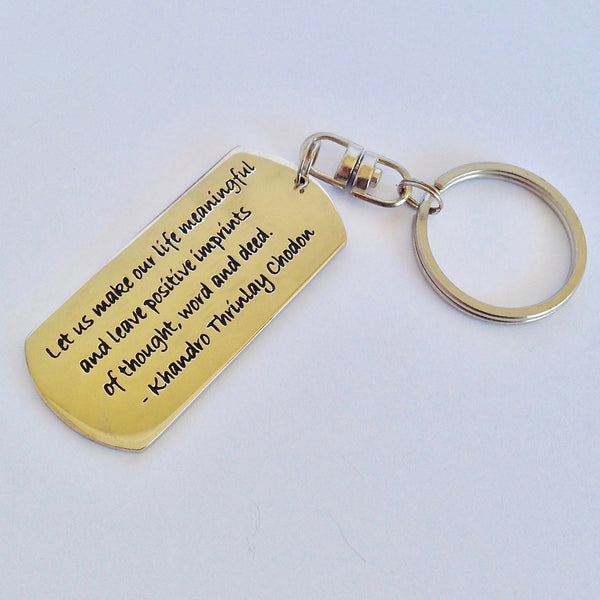 Let us make our life meaningful
and leave positive imprints
of thought, word and deed.
- Khandro Thrinlay Chodon